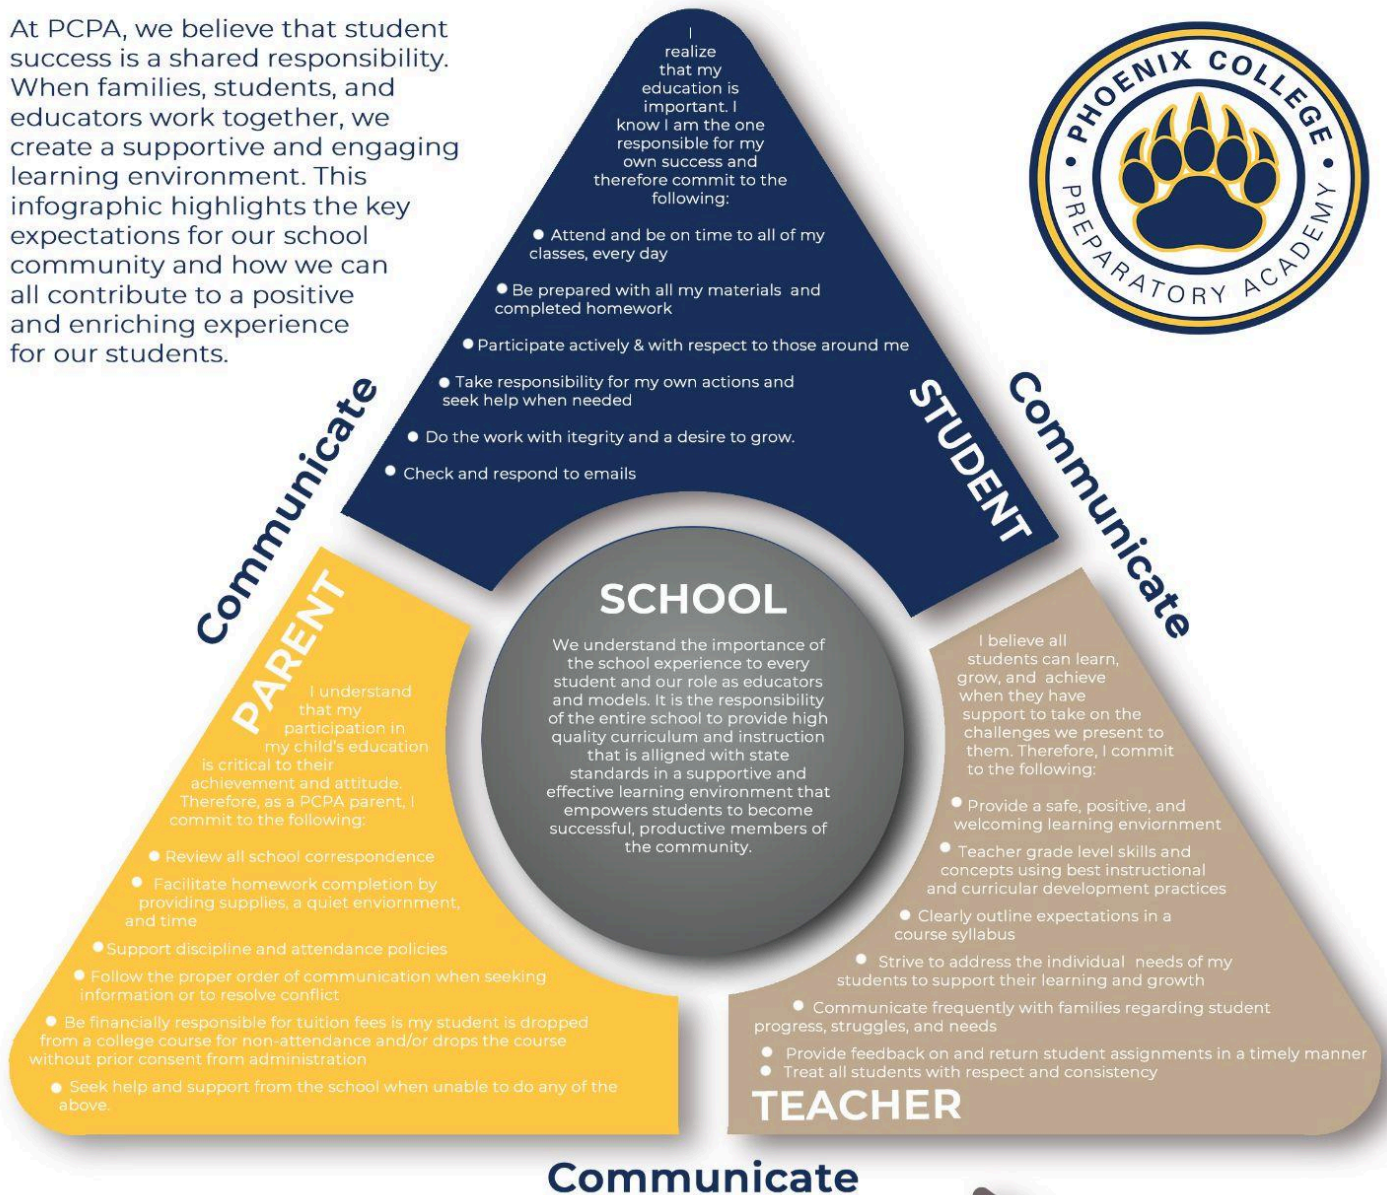 At PCPA, we believe that student
success is a shared responsibility.
When families, students, and
educators work together, we
create a supportive and engaging
learning environment. This
infographic highlights the key
expectations for our school
community and how we can
all contribute to a positive
and enriching experience
for our students.
PHOENIX COLLEGE
PREPARATORY ACADEMY
I
realize
that my
education is
important. I
know I am the one
responsible for my
own success and
therefore commit to the
following:
Attend and be on time to all of my
classes, every day
Be prepared with all my materials and
completed homework
Participate actively & with respect to those around me
Take responsibility for my own actions and
seek help when needed
Do the work with itegrity and a desire to grow.
Check and respond to emails
STUDENT
Communicate
Communicate
PARENT
I understand
that my
participation in
my child's education
is critical to their
achievement and attitude.
Therefore, as a PCPA parent, I
commit to the following:
Review all school correspondence
Facilitate homework completion by
providing supplies, a quiet enviornment,
and time
Support discipline and attendance policies
Follow the proper order of communication when seeking
information or to resolve conflict
Be financially responsible for tuition fees is my student is dropped
from a college course for non-attendance and/or drops the course
without prior consent from administration
Seek help and support from the school when unable to do any of the
above.
SCHOOL
We understand the importance of
the school experience to every
student and our role as educators
and models. It is the responsibility
of the entire school to provide high
quality curriculum and instruction
that is alligned with state
standards in a supportive and
effective learning environment that
empowers students to become
successful, productive members of
the community.
I believe all
students can learn,
grow, and achieve
when they have
support to take on the
challenges we present to
them. Therefore, I commit
to the following:
Provide a safe, positive, and
welcoming learning enviornment
Teacher grade level skills and
concepts using best instructional
and curricular development practices
Clearly outline expectations in a
course syllabus
Strive to address the individual needs of my
students to support their learning and growth
Communicate frequently with families regarding student
progress, struggles, and needs
Provide feedback on and return student assignments in a timely manner
Treat all students with respect and consistency
TEACHER
Communicate